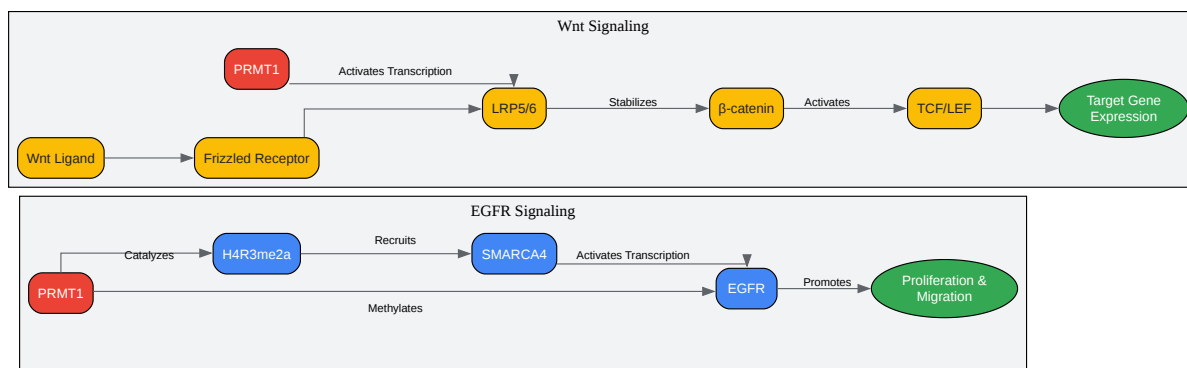 Wnt Signaling
PRMT1
Activates Transcription
LRP5/6
Stabilizes
β-catenin
Activates
TCF/LEF
Target Gene
Expression
Wnt Ligand
Frizzled Receptor
EGFR Signaling
Catalyzes
H4R3me2a
Recruits
SMARCA4
Activates Transcription
PRMT1
Methylates
EGFR
Promotes
Proliferation &
Migration